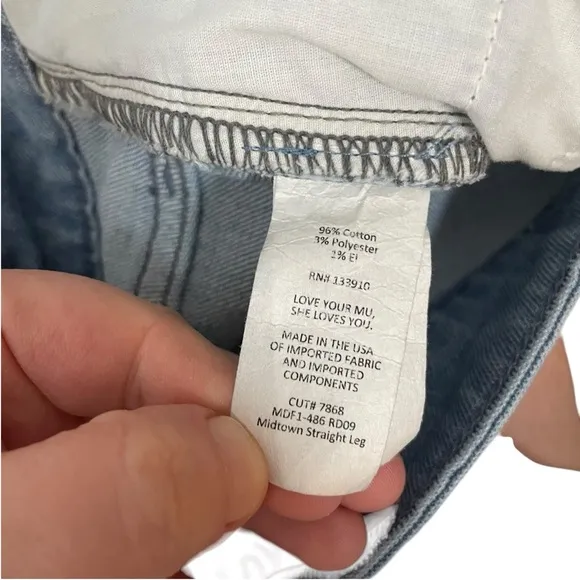 96% Cotton
3% Polyester
1% El
RN# 133910
LOVE YOUR MU,
SHE LOVES YOU.
MADE IN THE USA
OF IMPORTED FABRIC
AND IMPORTED
COMPONENTS
CUT# 7868
MDF1-486 RD09
Midtown Straight Leg